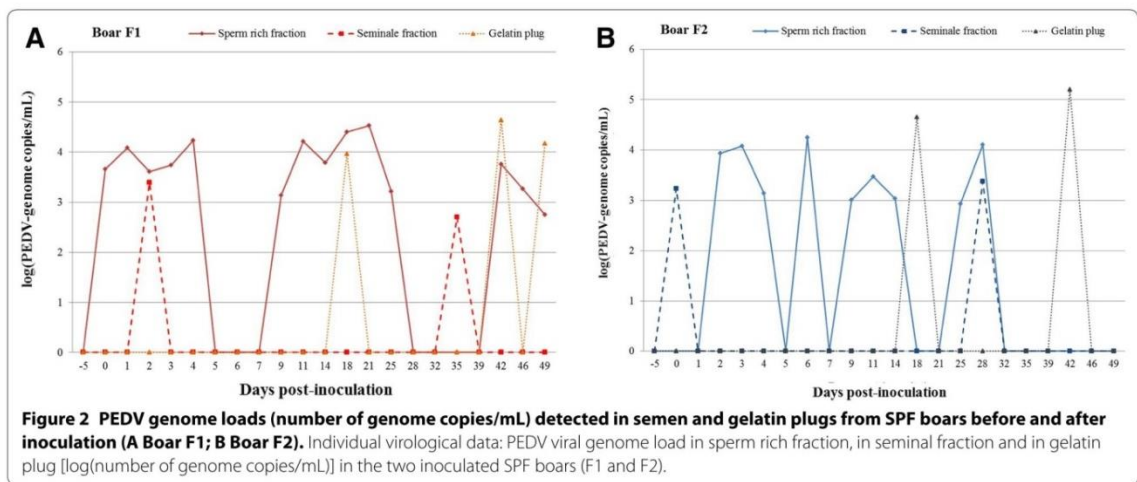 A
Boar F1
Sperm rich fraction
Seminale fraction
Gelatin plug
log(PEDV-genome copies/mL)
6
5
4
3
2
1
0
-5 0 1 2 3 4 5 6 7 9 11 14 18 21 25 28 32 35 39 42 46 49
Days post-inoculation
B
Boar F2
Sperm rich fraction
Seminale fraction
Gelatin plug
log(PEDV-genome copies/mL)
6
5
4
3
2
1
0
-5 0 1 2 3 4 5 6 7 9 11 14 18 21 25 28 32 35 39 42 46 49
Days post-inoculation
Figure 2 PEDV genome loads (number of genome copies/mL) detected in semen and gelatin plugs from SPF boars before and after
inoculation (A Boar F1; B Boar F2). Individual virological data: PEDV viral genome load in sperm rich fraction, in seminal fraction and in gelatin
plug [log(number of genome copies/mL)] in the two inoculated SPF boars (F1 and F2).